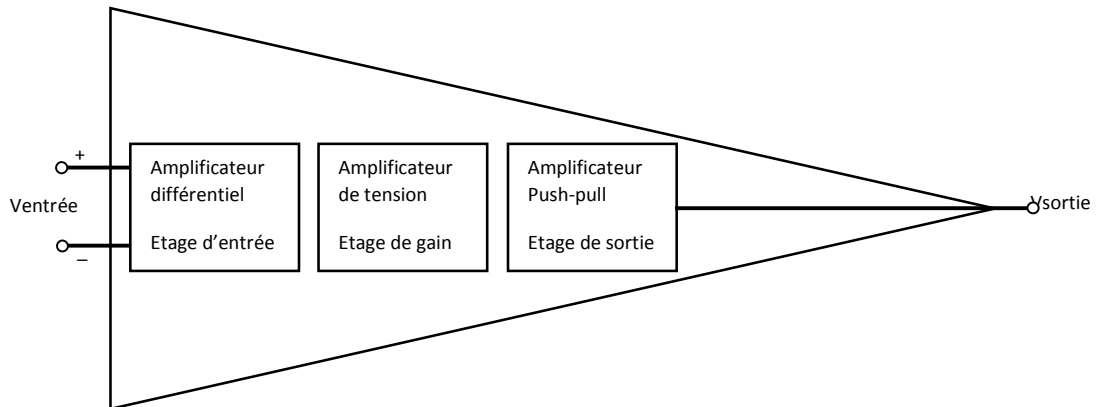 +
Ventrée
–
Amplificateur
différentiel
Etage d’entrée
Amplificateur
de tension
Etage de gain
Amplificateur
Push-pull
Etage de sortie
Vsortie